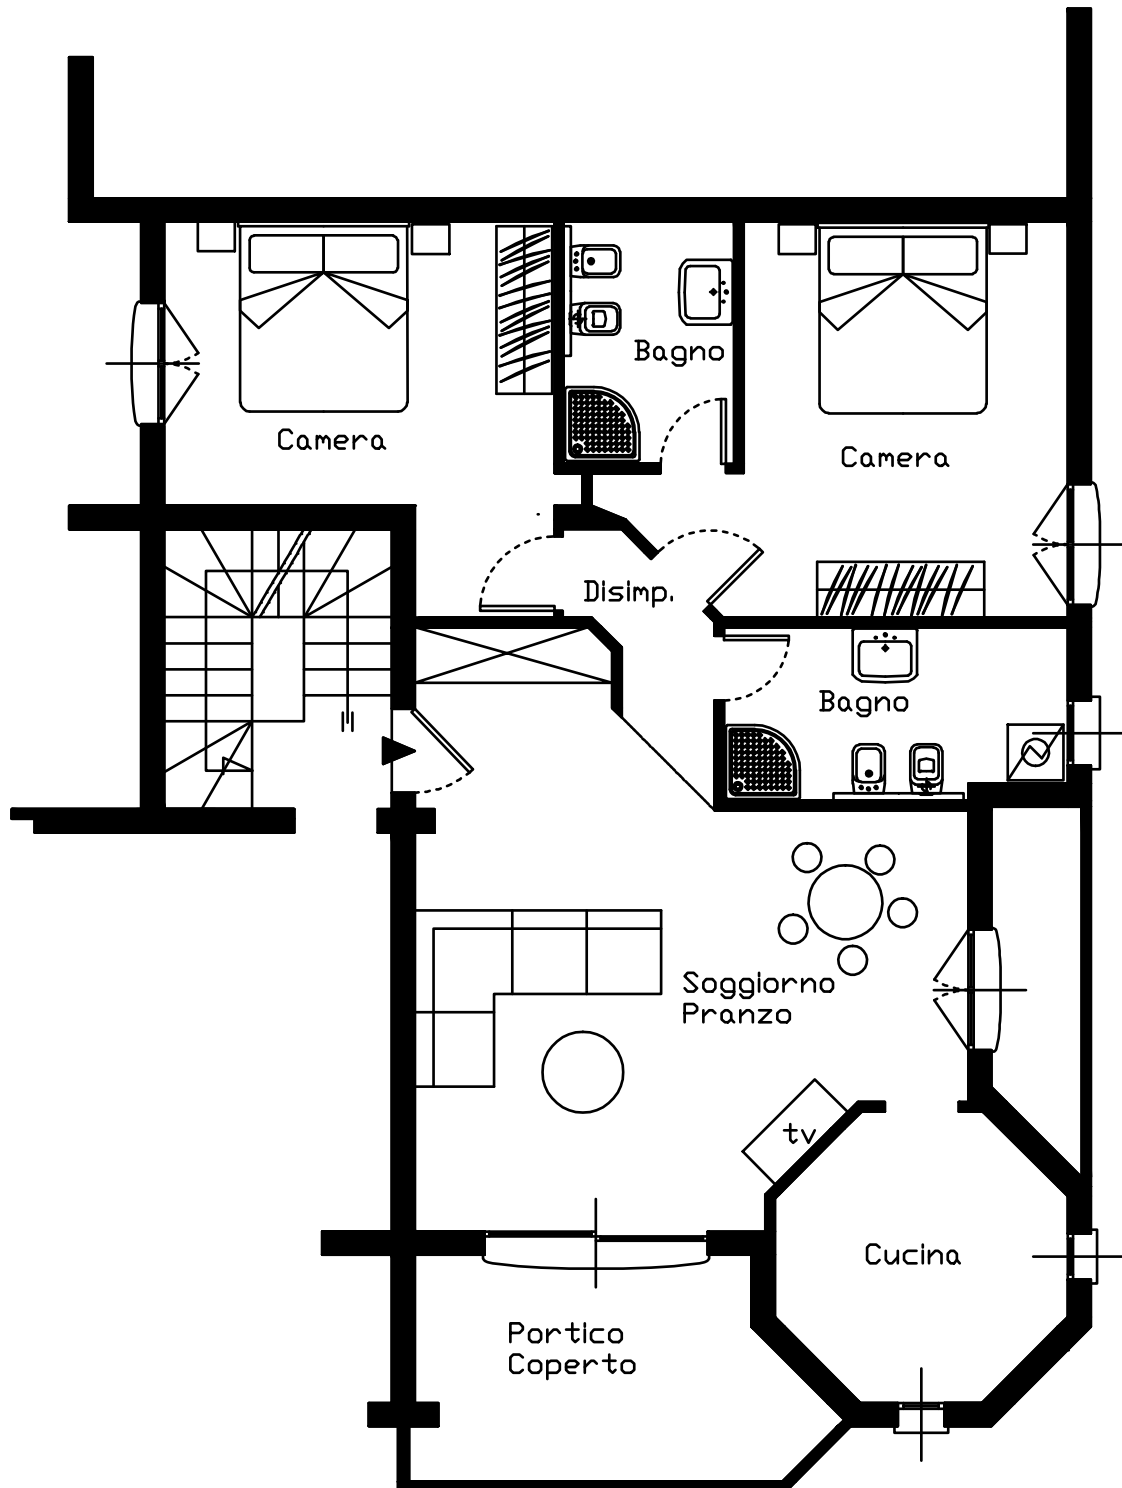 Bagno
Camera
Camera
Disimp.
Bagno
Soggiorno
Pranzo
tv
Cucina
Portico
Coperto